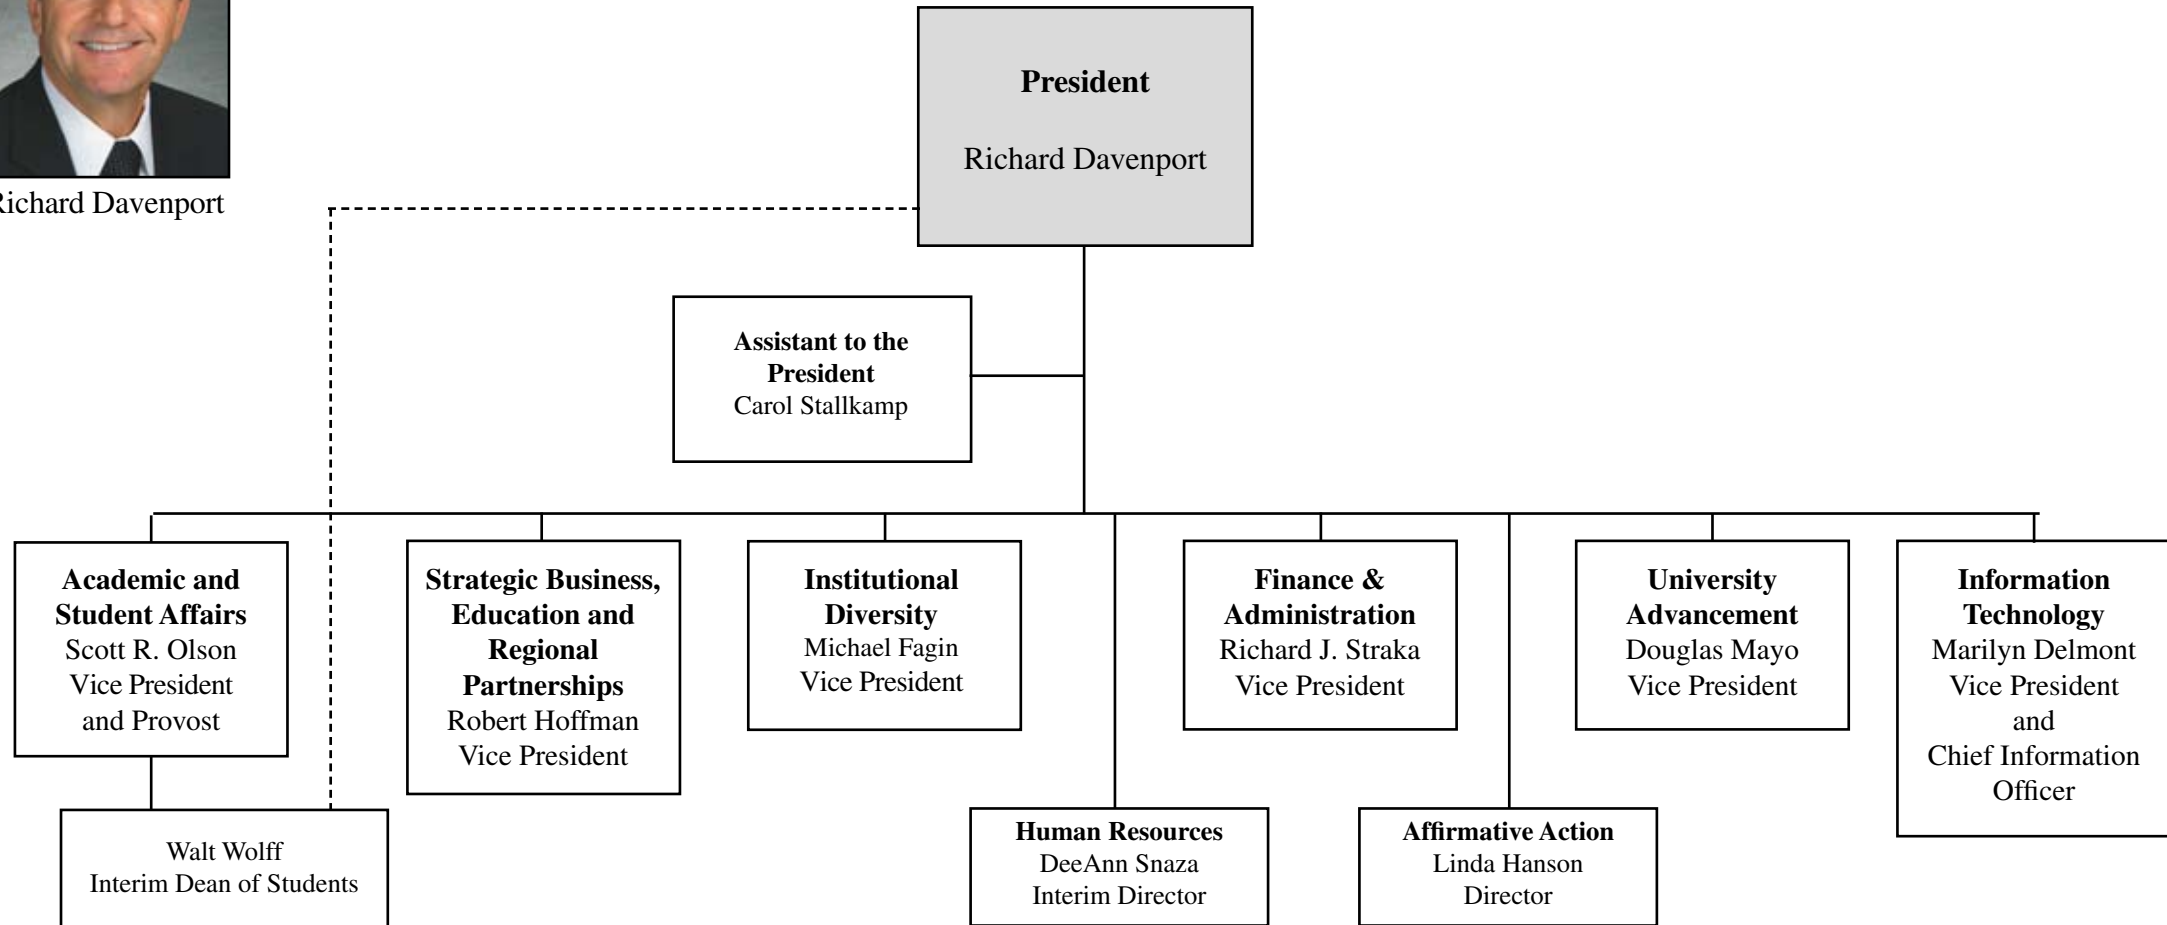 Richard Davenport
President
Richard Davenport
Assistant to the
President
Carol Stallkamp
Academic and
Student Affairs
Scott R. Olson
Vice President
and Provost
Strategic Business,
Education and
Regional
Partnerships
Robert Hoffman
Vice President
Institutional
Diversity
Michael Fagin
Vice President
Finance &
Administration
Richard J. Straka
Vice President
University
Advancement
Douglas Mayo
Vice President
Information
Technology
Marilyn Delmont
Vice President
and
Chief Information
Officer
Walt Wolff
Interim Dean of Students
Human Resources
DeeAnn Snaza
Interim Director
Affirmative Action
Linda Hanson
Director